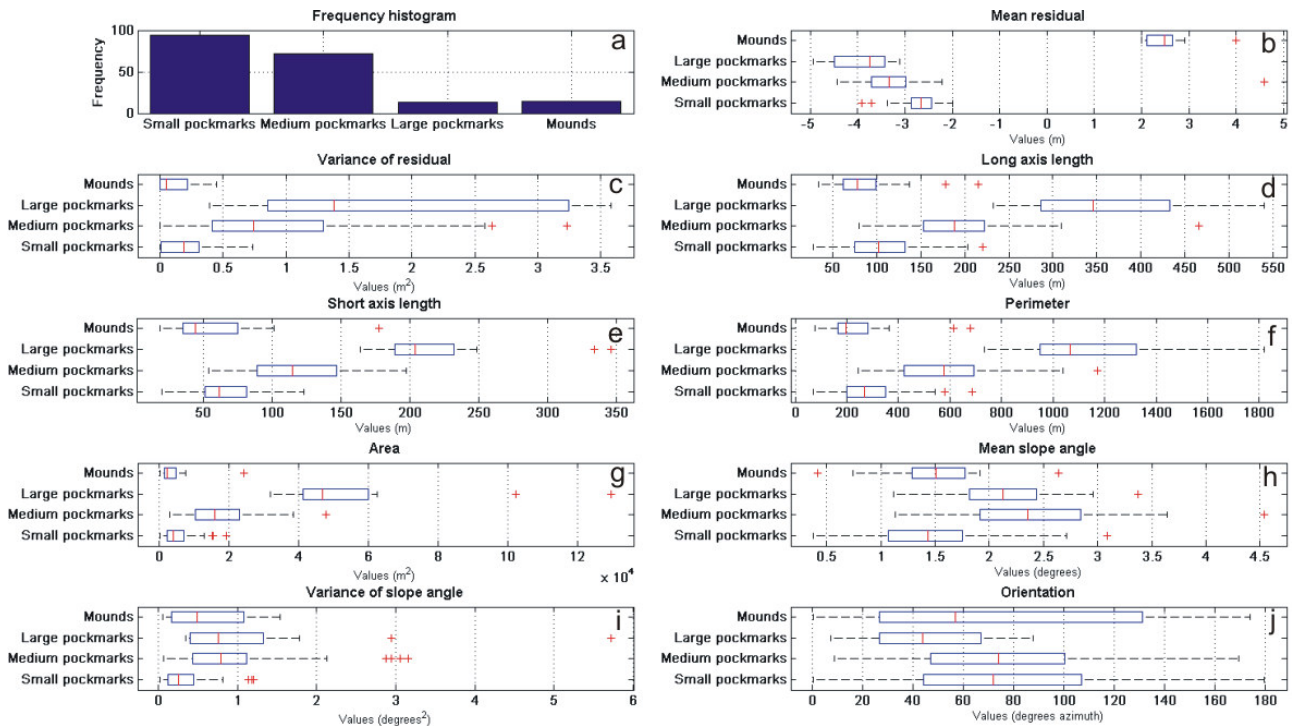 Frequency histogram
a
100
50
0
Frequency
Small pockmarks Medium pockmarks Large pockmarks Mounds
Mean residual
b
Mounds
Large pockmarks
Medium pockmarks
Small pockmarks
-5 -4 -3 -2 -1 0 1 2 3 4 5
Values (m)
Variance of residual
c
Mounds
Large pockmarks
Medium pockmarks
Small pockmarks
0 0.5 1 1.5 2 2.5 3 3.5
Values (m²)
Long axis length
d
Mounds
Large pockmarks
Medium pockmarks
Small pockmarks
50 100 150 200 250 300 350 400 450 500 550
Values (m)
Short axis length
e
Mounds
Large pockmarks
Medium pockmarks
Small pockmarks
50 100 150 200 250 300 350
Values (m)
Perimeter
f
Mounds
Large pockmarks
Medium pockmarks
Small pockmarks
0 200 400 600 800 1000 1200 1400 1600 1800
Values (m)
Area
g
Mounds
Large pockmarks
Medium pockmarks
Small pockmarks
0 2 4 6 8 10 12
Values (m²)
x 10⁴
Mean slope angle
h
Mounds
Large pockmarks
Medium pockmarks
Small pockmarks
0.5 1 1.5 2 2.5 3 3.5 4 4.5
Values (degrees)
Variance of slope angle
i
Mounds
Large pockmarks
Medium pockmarks
Small pockmarks
0 1 2 3 4 5 6
Values (degrees²)
Orientation
j
Mounds
Large pockmarks
Medium pockmarks
Small pockmarks
0 20 40 60 80 100 120 140 160 180
Values (degrees azimuth)